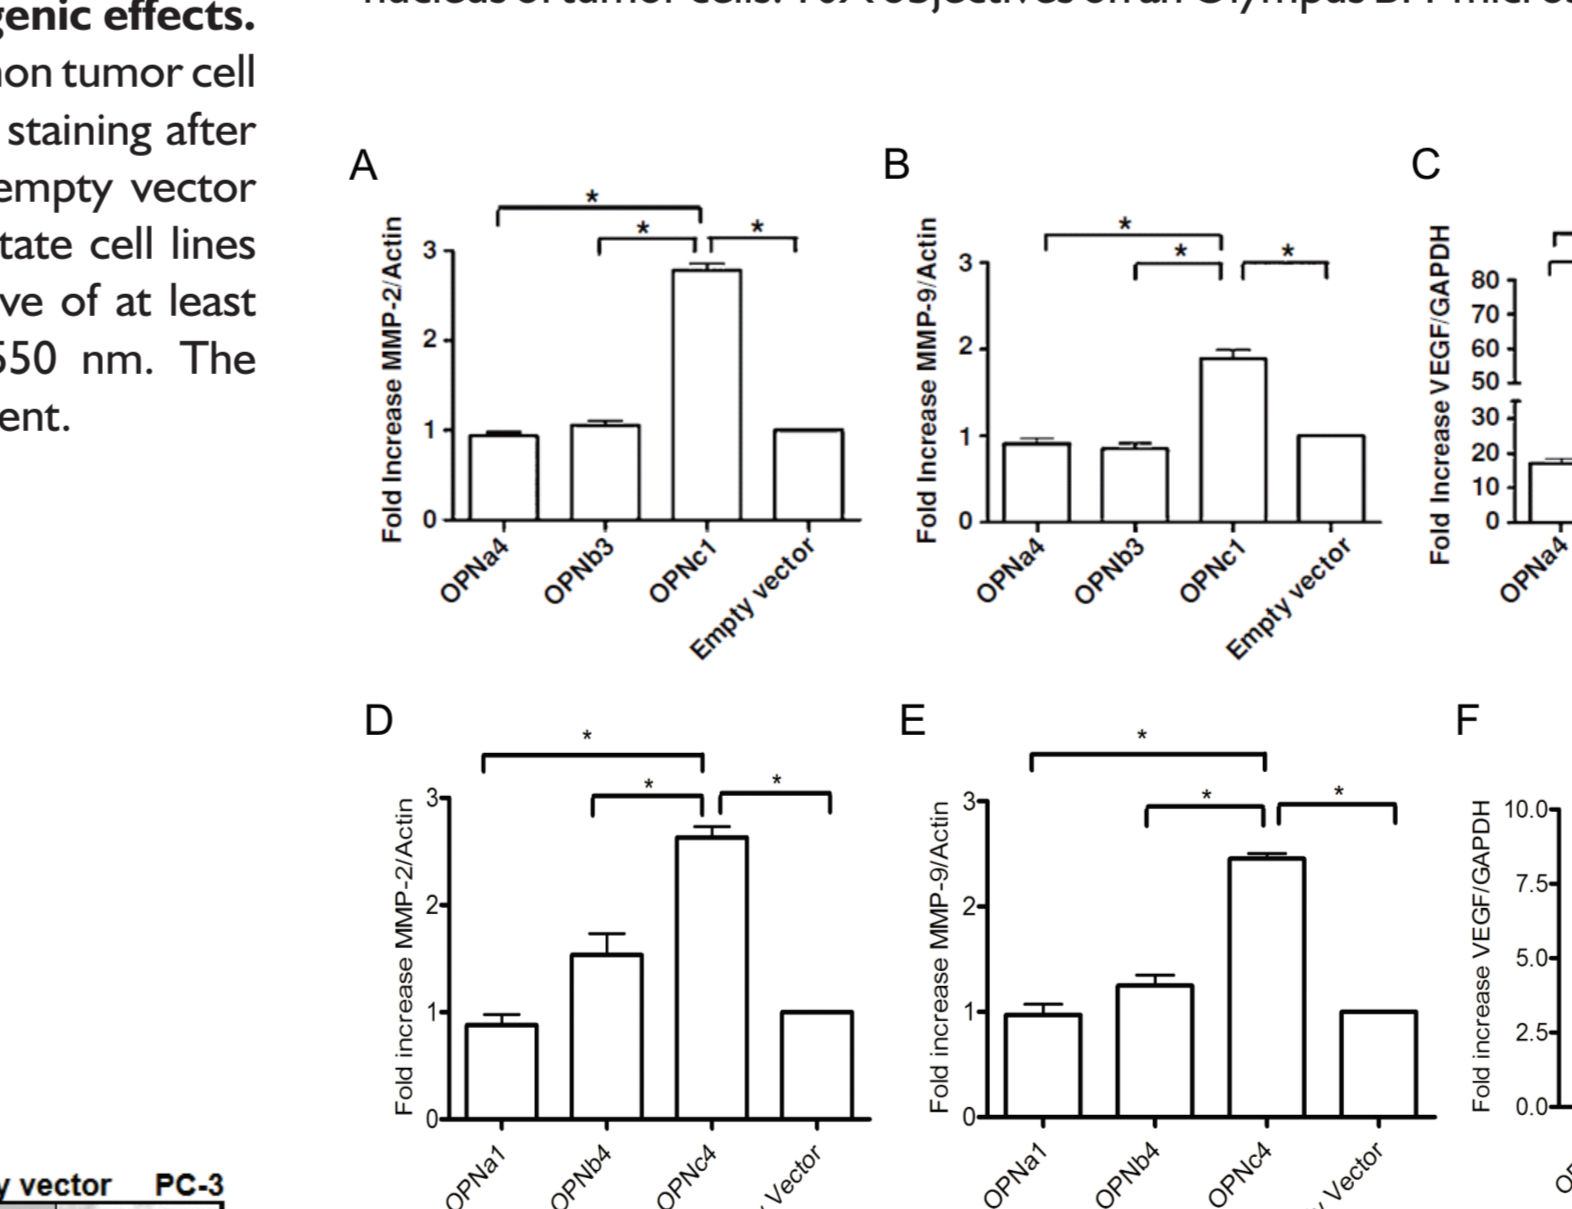 genic effects.
non tumor cell
staining after
empty vector
tate cell lines
ve of at least
550 nm. The
ent.
A
*
*
*
Fold Increase MMP-2/Actin
3
2
1
0
OPNa4
OPNb3
OPNc1
Empty vector
B
*
*
*
Fold Increase MMP-9/Actin
3
2
1
0
OPNa4
OPNb3
OPNc1
Empty vector
C
Fold Increase VEGF/GAPDH
80
70
60
50
30
20
10
0
OPNa4
D
*
*
*
Fold increase MMP-2/Actin
3
2
1
0
OPNa1
OPNb4
OPNc4
y Vector
E
*
*
*
Fold increase MMP-9/Actin
3
2
1
0
OPNa1
OPNb4
OPNc4
y Vector
F
Fold increase VEGF/GAPDH
10.0
7.5
5.0
2.5
0.0
y vector PC-3